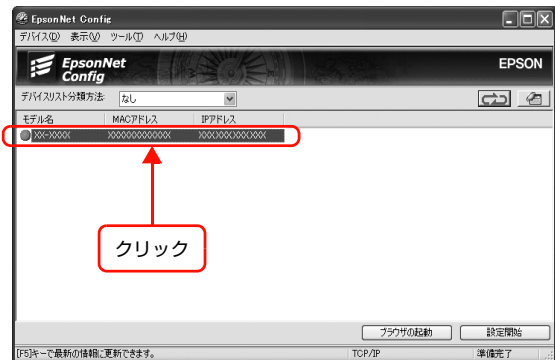 EpsonNet Config
デバイス(D) 表示(V) ツール(T) ヘルプ(H)
EpsonNet
Config
EPSON
デバイスリスト分類方法: なし
モデル名 MACアドレス IPアドレス
XX-XXXX XXXXXXXXXXXX XXX.XXX.XXX.XXX
クリック
ブラウザの起動 設定開始
[F5]キーで最新の情報に更新できます。 TCP/IP 準備完了